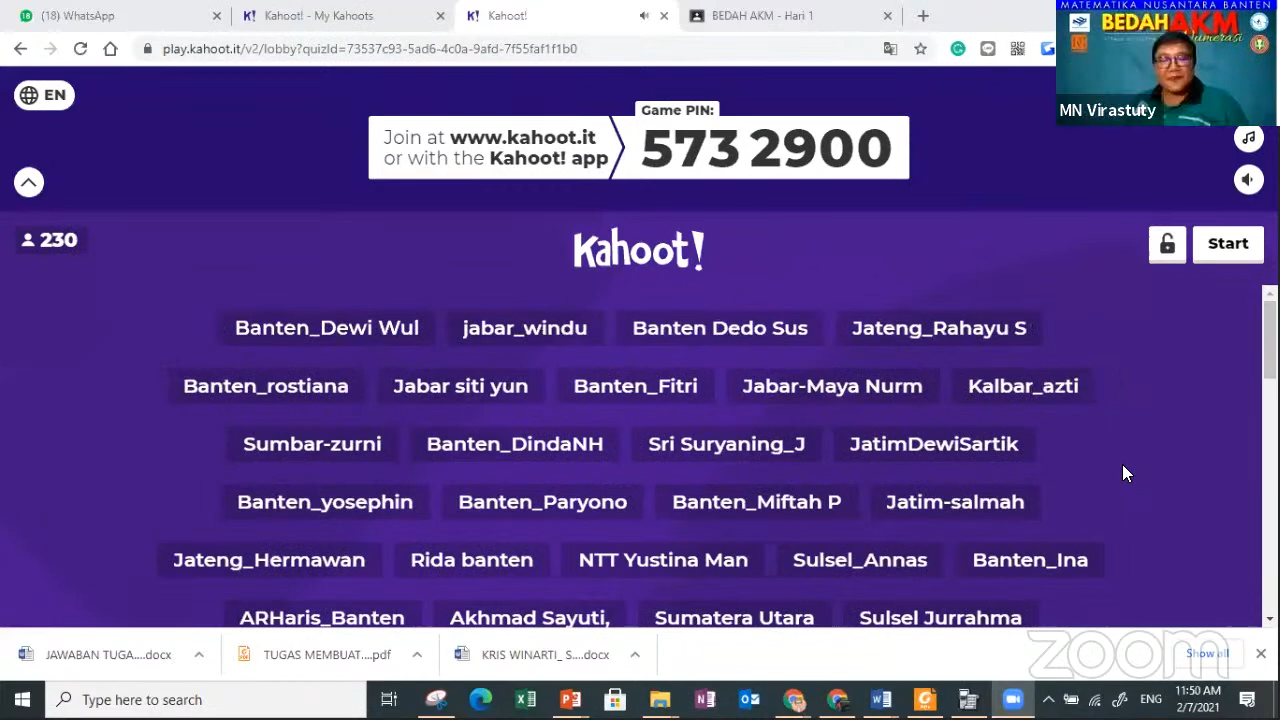 (18) WhatsApp
Kahoot! - My Kahoots
Kahoot!
BEDAH AKM - Hari 1
play.kahoot.it/v2/lobby?quizId=73537c93-5ad6-4c0a-9afd-7f55faf1f1b0
MATEMATIKA NUSANTARA BANTEN
BEDAH AKM
Numerasi
MN Virastuty
EN
Join at www.kahoot.it
or with the Kahoot! app
Game PIN:
573 2900
230
Kahoot!
Start
Banten_Dewi Wul jabar_windu Banten Dedo Sus Jateng_Rahayu S
Banten_rostiana Jabar siti yun Banten_Fitri Jabar-Maya Nurm Kalbar_azti
Sumbar-zurni Banten_DindaNH Sri Suryaning_J JatimDewiSartik
Banten_yosephin Banten_Paryono Banten_Miftah P Jatim-salmah
Jateng_Hermawan Rida banten NTT Yustina Man Sulsel_Annas Banten_Ina
ARHaris_Banten Akhmad Sayuti, Sumatera Utara Sulsel Jurrahma
JAWABAN TUGA....docx
TUGAS MEMBUAT....pdf
KRIS WINARTI_ S....docx
Show all
zoom
Type here to search
ENG
11:50 AM
2/7/2021